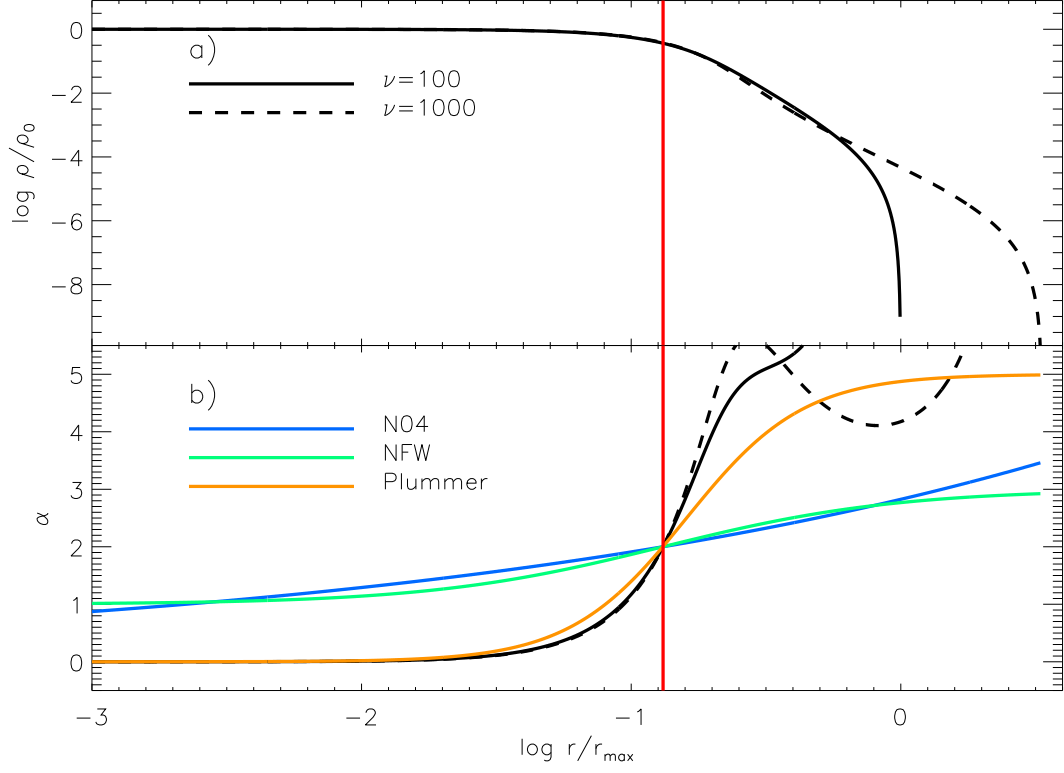 a)
ν=100
ν=1000
log ρ/ρ0
0
−2
−4
−6
−8
b)
N04
NFW
Plummer
α
5
4
3
2
1
0
−3 −2 −1 0
log r/rmax